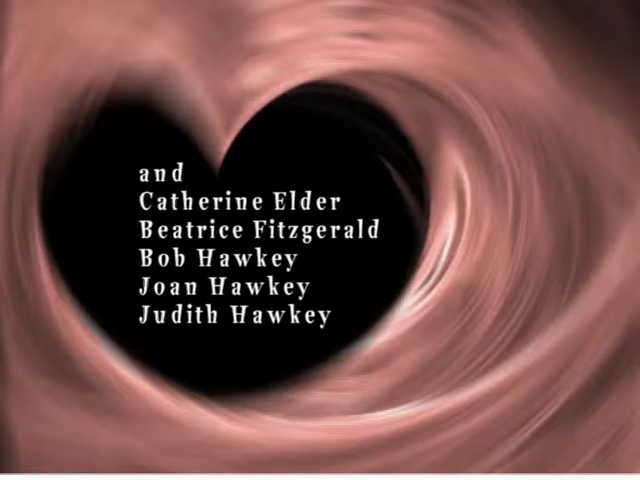 and
Catherine Elder
Beatrice Fitzgerald
Bob Hawkey
Joan Hawkey
Judith Hawkey